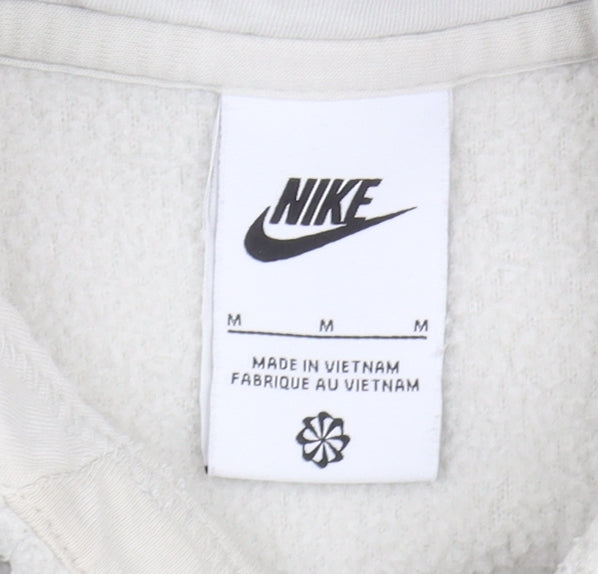 NIKE
M M M
MADE IN VIETNAM
FABRIQUE AU VIETNAM